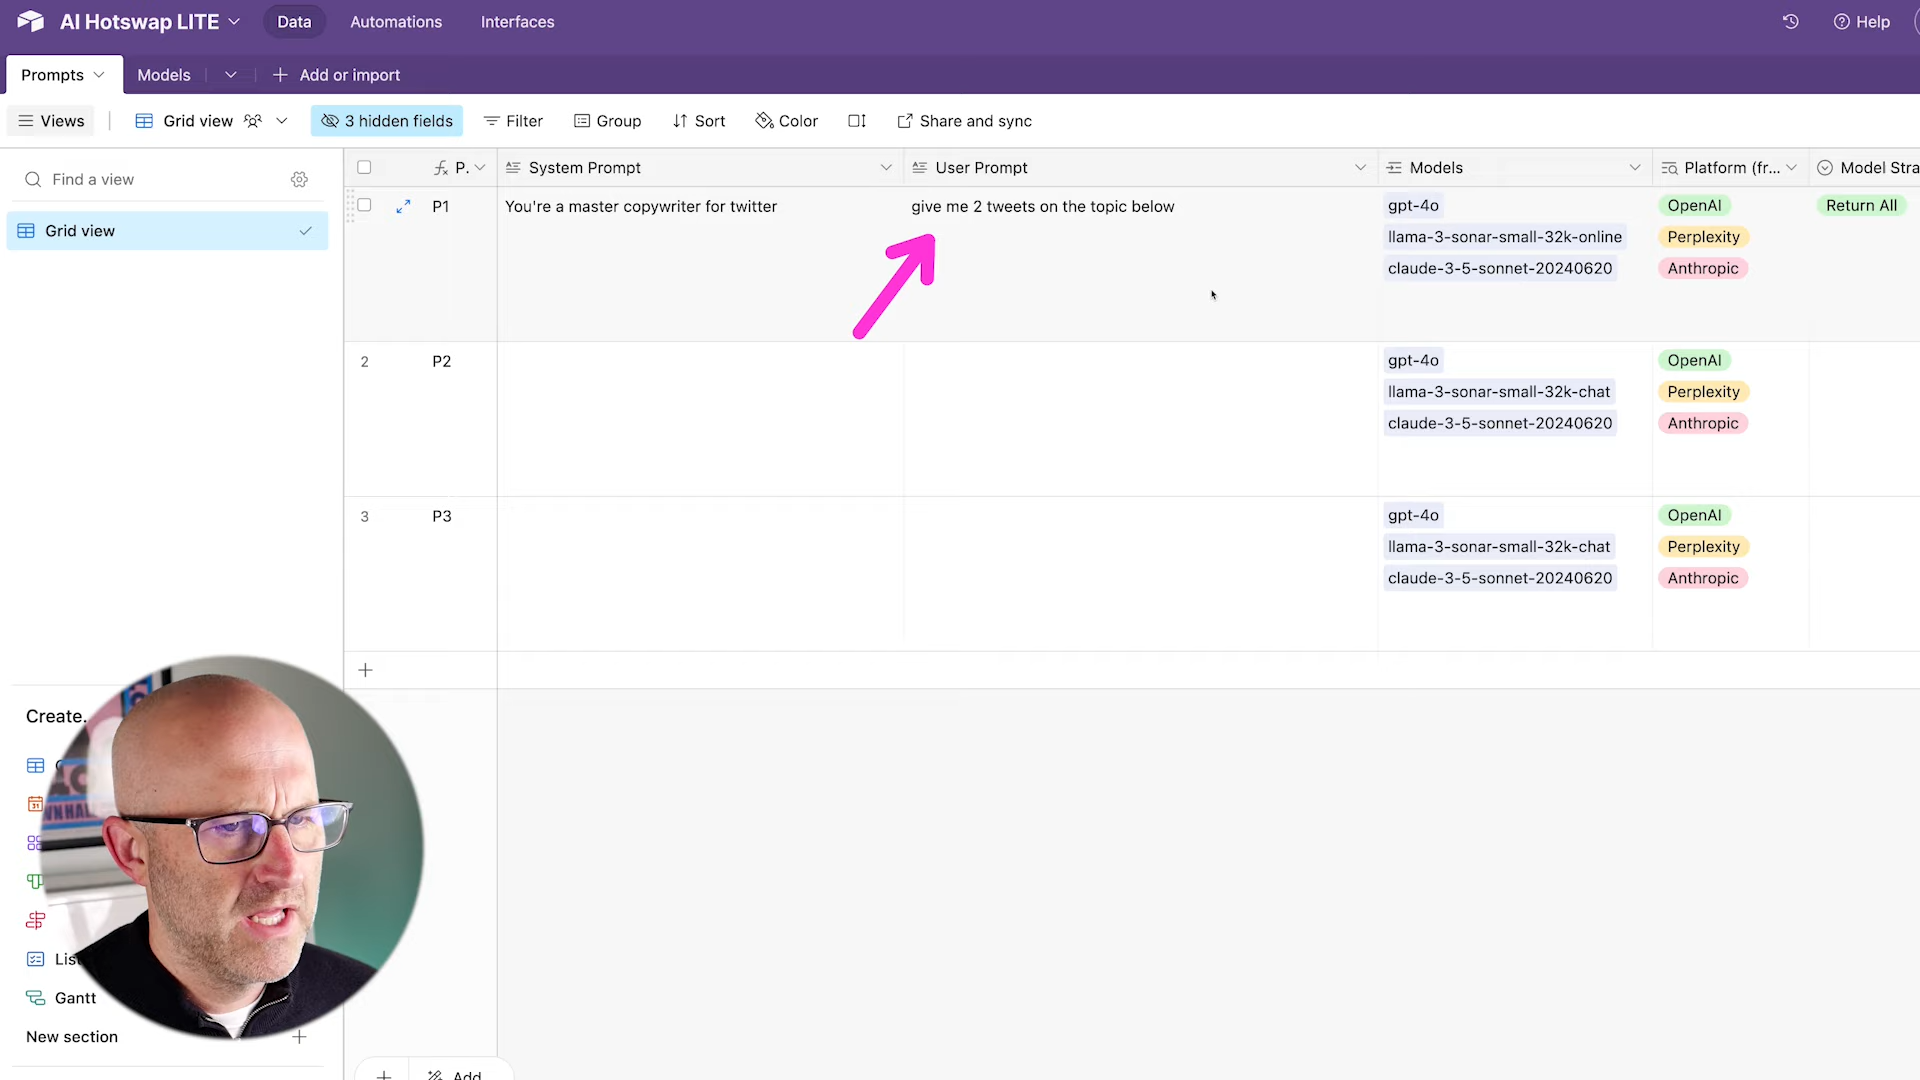 AI Hotswap LITE Data Automations Interfaces Help
Prompts Models Add or import
Views Grid view 3 hidden fields Filter Group Sort Color Share and sync
Find a view
Grid view
P. System Prompt User Prompt Models Platform (fr... Model Stra
P1 You're a master copywriter for twitter give me 2 tweets on the topic below gpt-4o OpenAI Return All
llama-3-sonar-small-32k-online Perplexity
claude-3-5-sonnet-20240620 Anthropic
2 P2 gpt-4o OpenAI
llama-3-sonar-small-32k-chat Perplexity
claude-3-5-sonnet-20240620 Anthropic
3 P3 gpt-4o OpenAI
llama-3-sonar-small-32k-chat Perplexity
claude-3-5-sonnet-20240620 Anthropic
Create.
Gantt
New section
Add